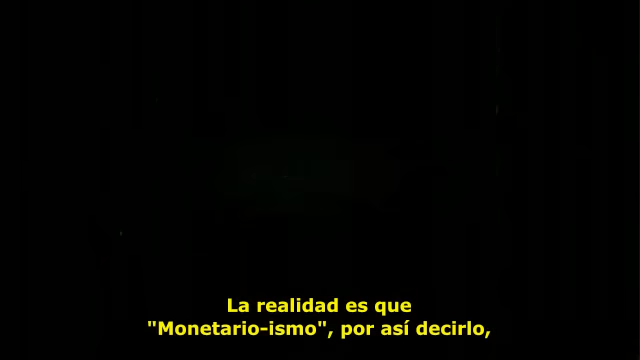 La realidad es que
"Monetario-ismo", por así decirlo,